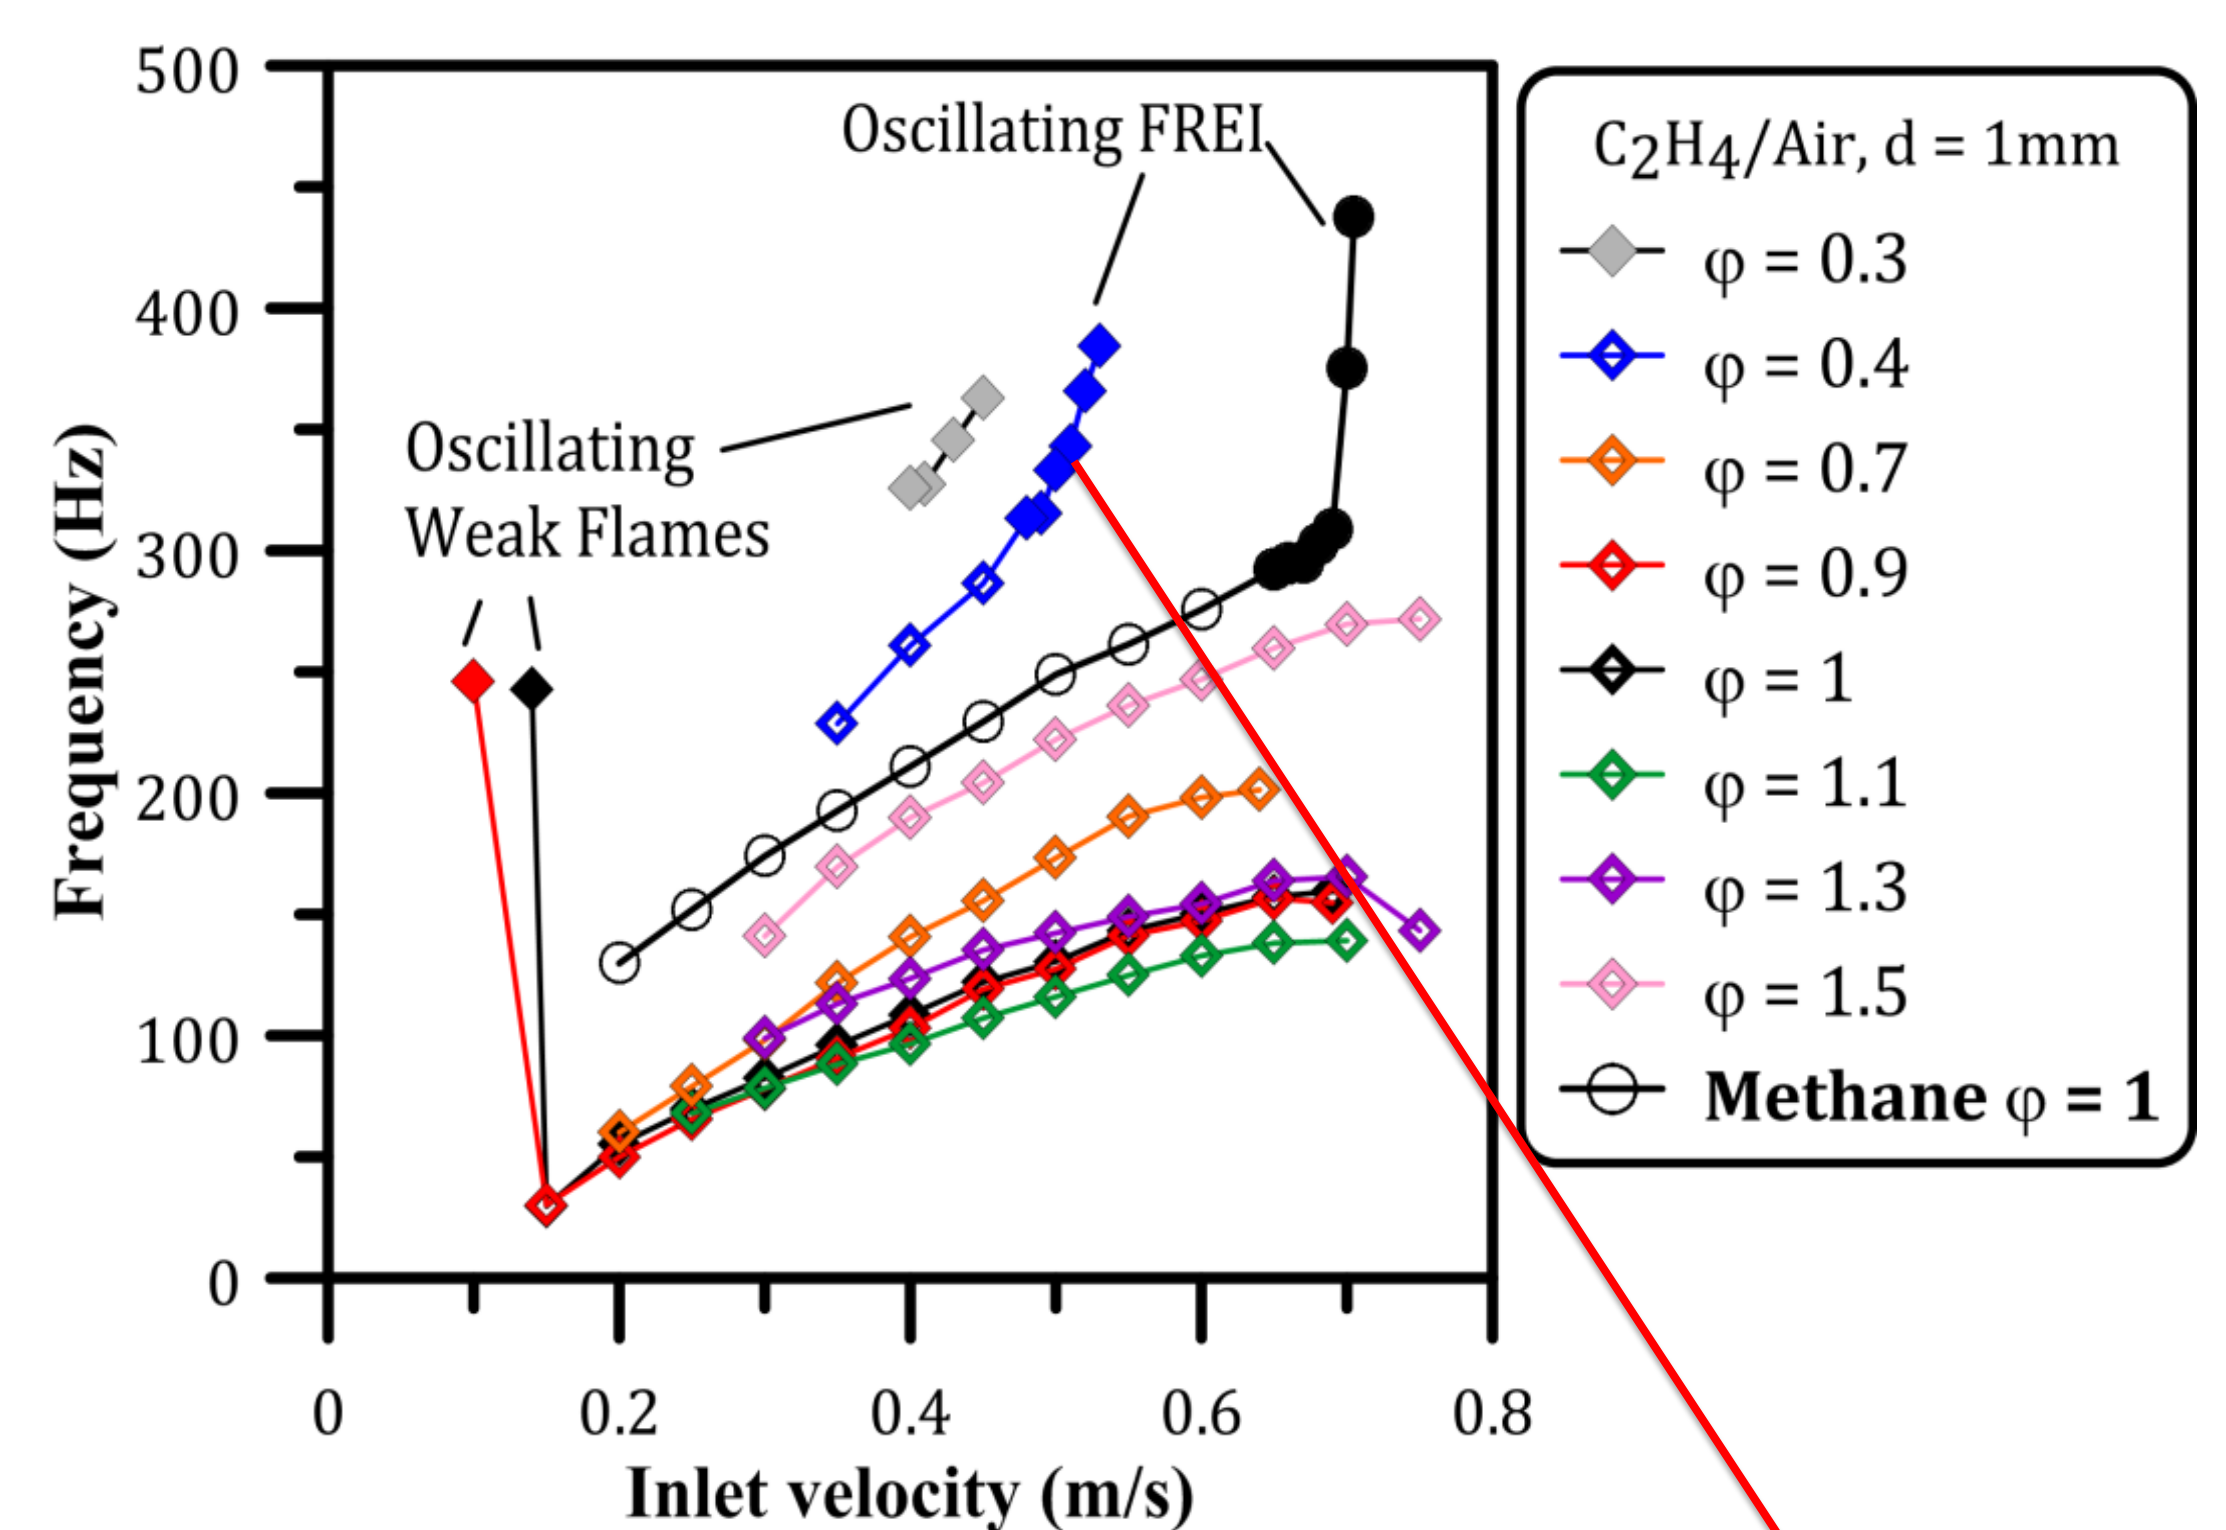 500
400
300
200
100
0
Frequency (Hz)
Oscillating FREI
Oscillating
Weak Flames
0 0.2 0.4 0.6 0.8
Inlet velocity (m/s)
C2H4/Air, d = 1mm
φ = 0.3
φ = 0.4
φ = 0.7
φ = 0.9
φ = 1
φ = 1.1
φ = 1.3
φ = 1.5
Methane φ = 1